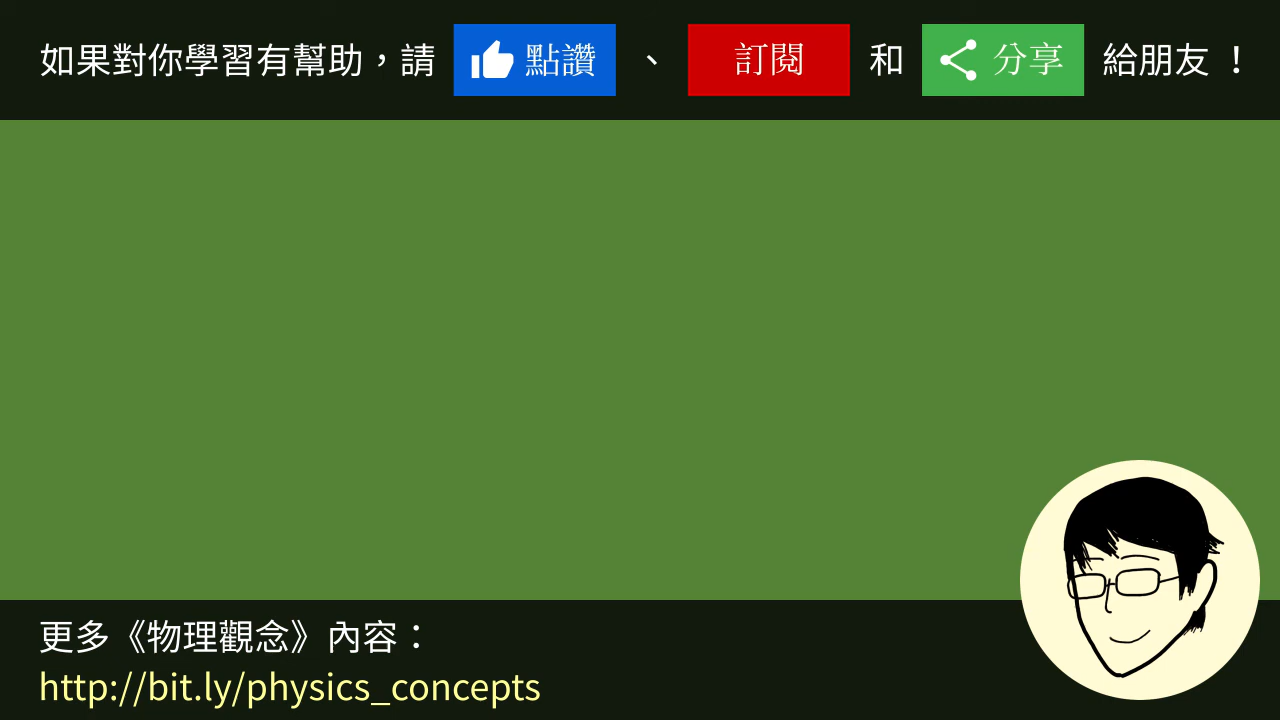 如果對你學習有幫助，請 點讚 、 訂閱 和 分享 給朋友 ！
更多《物理觀念》內容：
http://bit.ly/physics_concepts